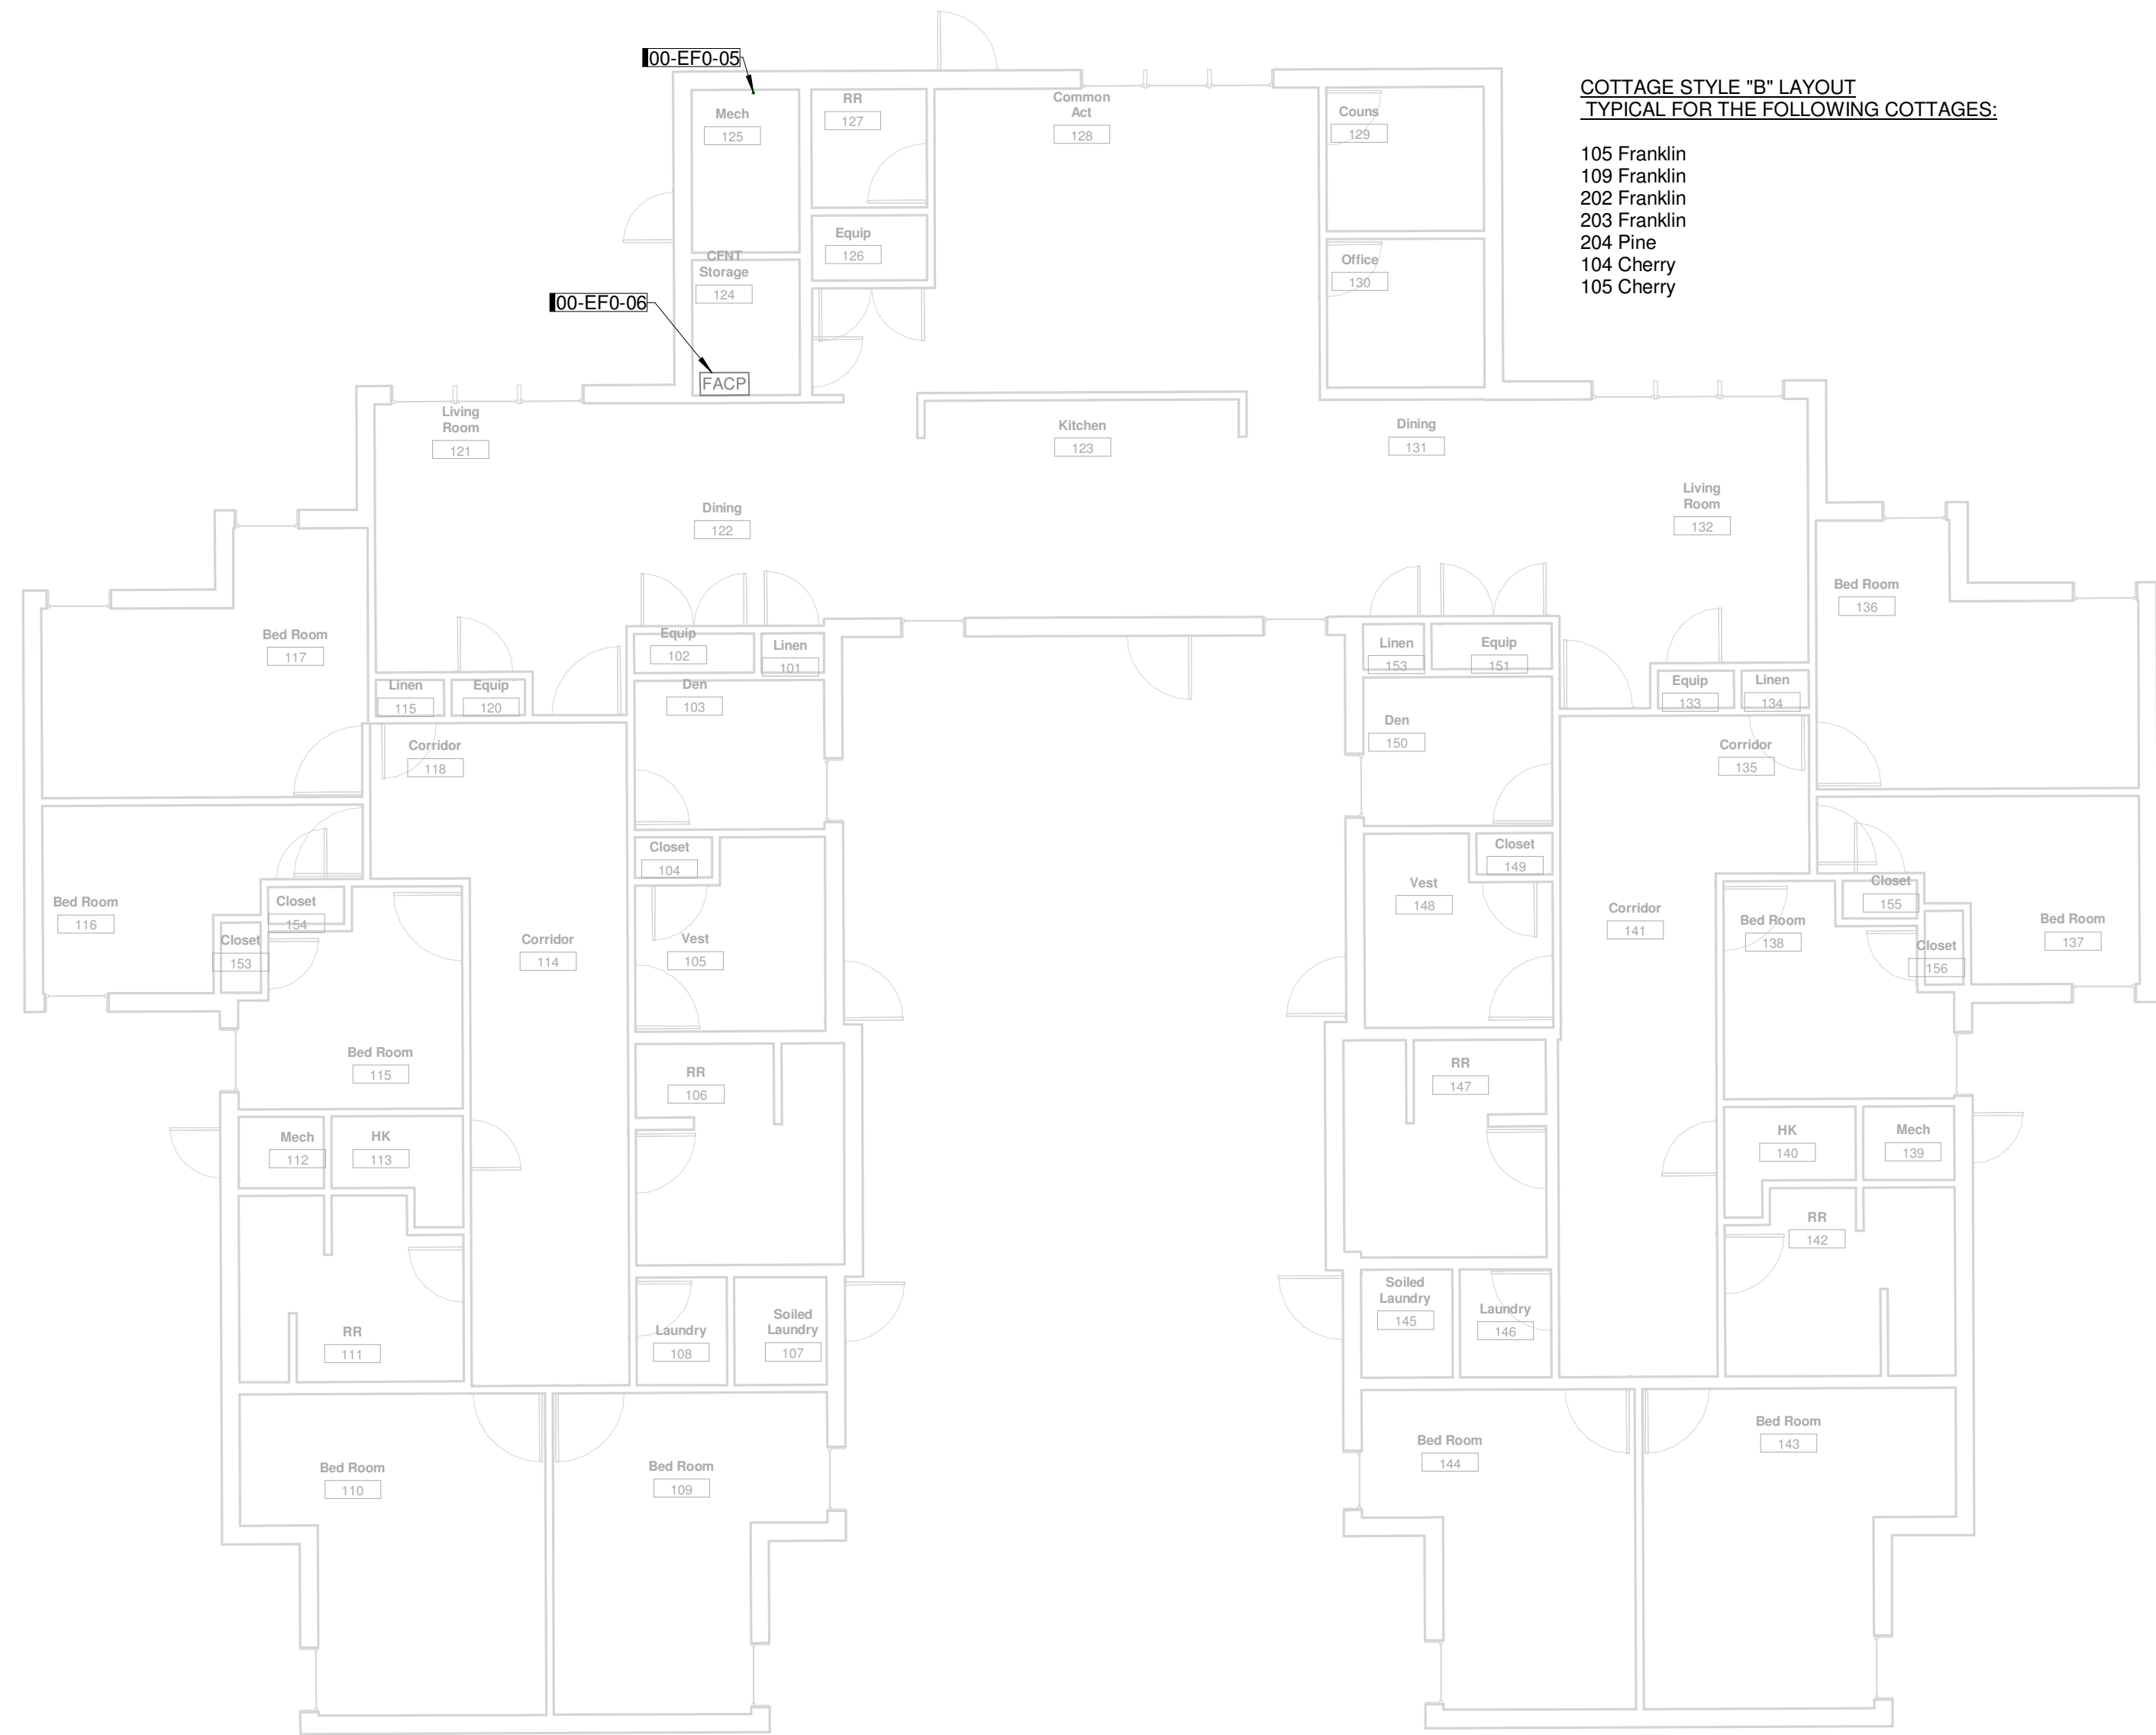 00-EF0-05
COTTAGE STYLE "B" LAYOUT
TYPICAL FOR THE FOLLOWING COTTAGES:
105 Franklin
109 Franklin
202 Franklin
203 Franklin
204 Pine
104 Cherry
105 Cherry
Mech
125
RR
127
Common
Act
128
Couns
129
Equip
126
CFNT
Storage
124
Office
130
00-EF0-06
FACP
Living
Room
121
Kitchen
123
Dining
131
Dining
122
Living
Room
132
Bed Room
117
Bed Room
136
Equip
102
Linen
101
Linen
153
Equip
151
Linen
115
Equip
120
Den
103
Equip
133
Linen
134
Corridor
118
Den
150
Corridor
135
Closet
104
Closet
149
Bed Room
116
Closet
154
Closet
153
Corridor
114
Vest
105
Vest
148
Corridor
141
Bed Room
138
Closet
155
Closet
156
Bed Room
137
Bed Room
115
RR
106
RR
147
Mech
112
HK
113
HK
140
Mech
139
RR
142
RR
111
Laundry
108
Soiled
Laundry
107
Soiled
Laundry
145
Laundry
146
Bed Room
110
Bed Room
109
Bed Room
144
Bed Room
143